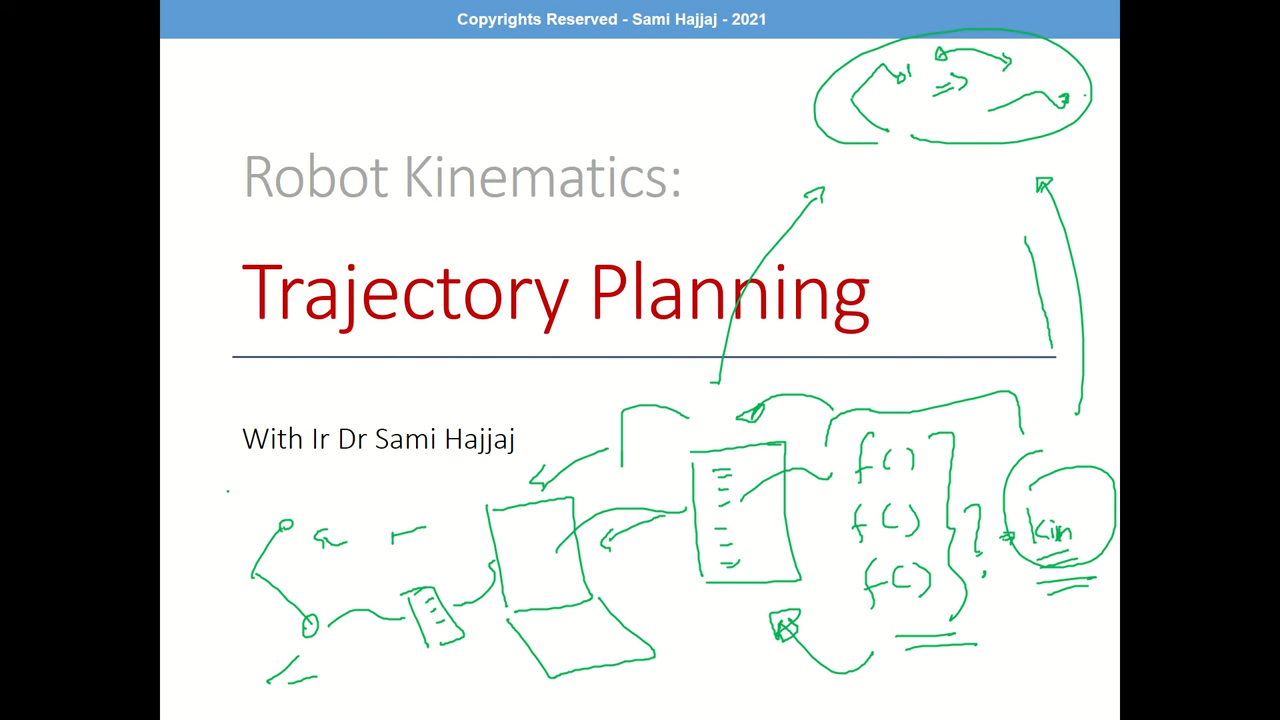 Copyrights Reserved - Sami Hajjaj - 2021
Robot Kinematics:
Trajectory Planning
With Ir Dr Sami Hajjaj
f()
f()
f()
?
Kin